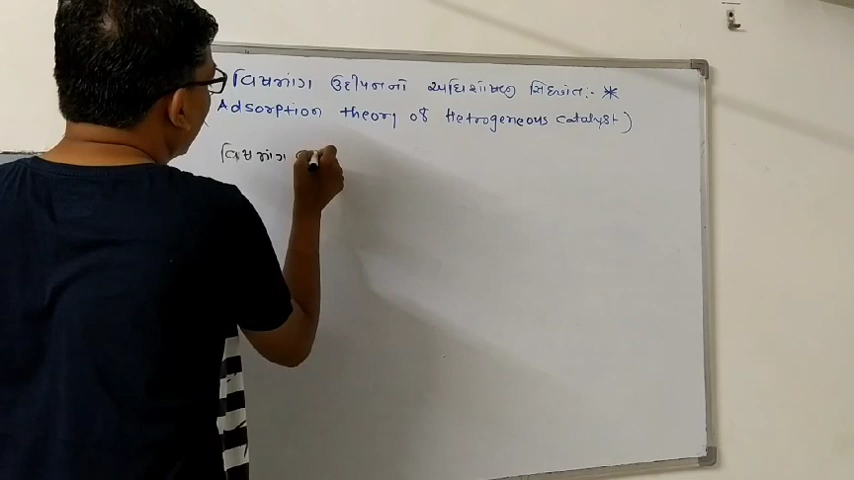 વિષમાંગ ઉદ્દીપનનો અધિશોષણ સિદ્ધાંત :- *
(Adsorption theory of Hetrogeneous catalyst)
વિષમાંગ